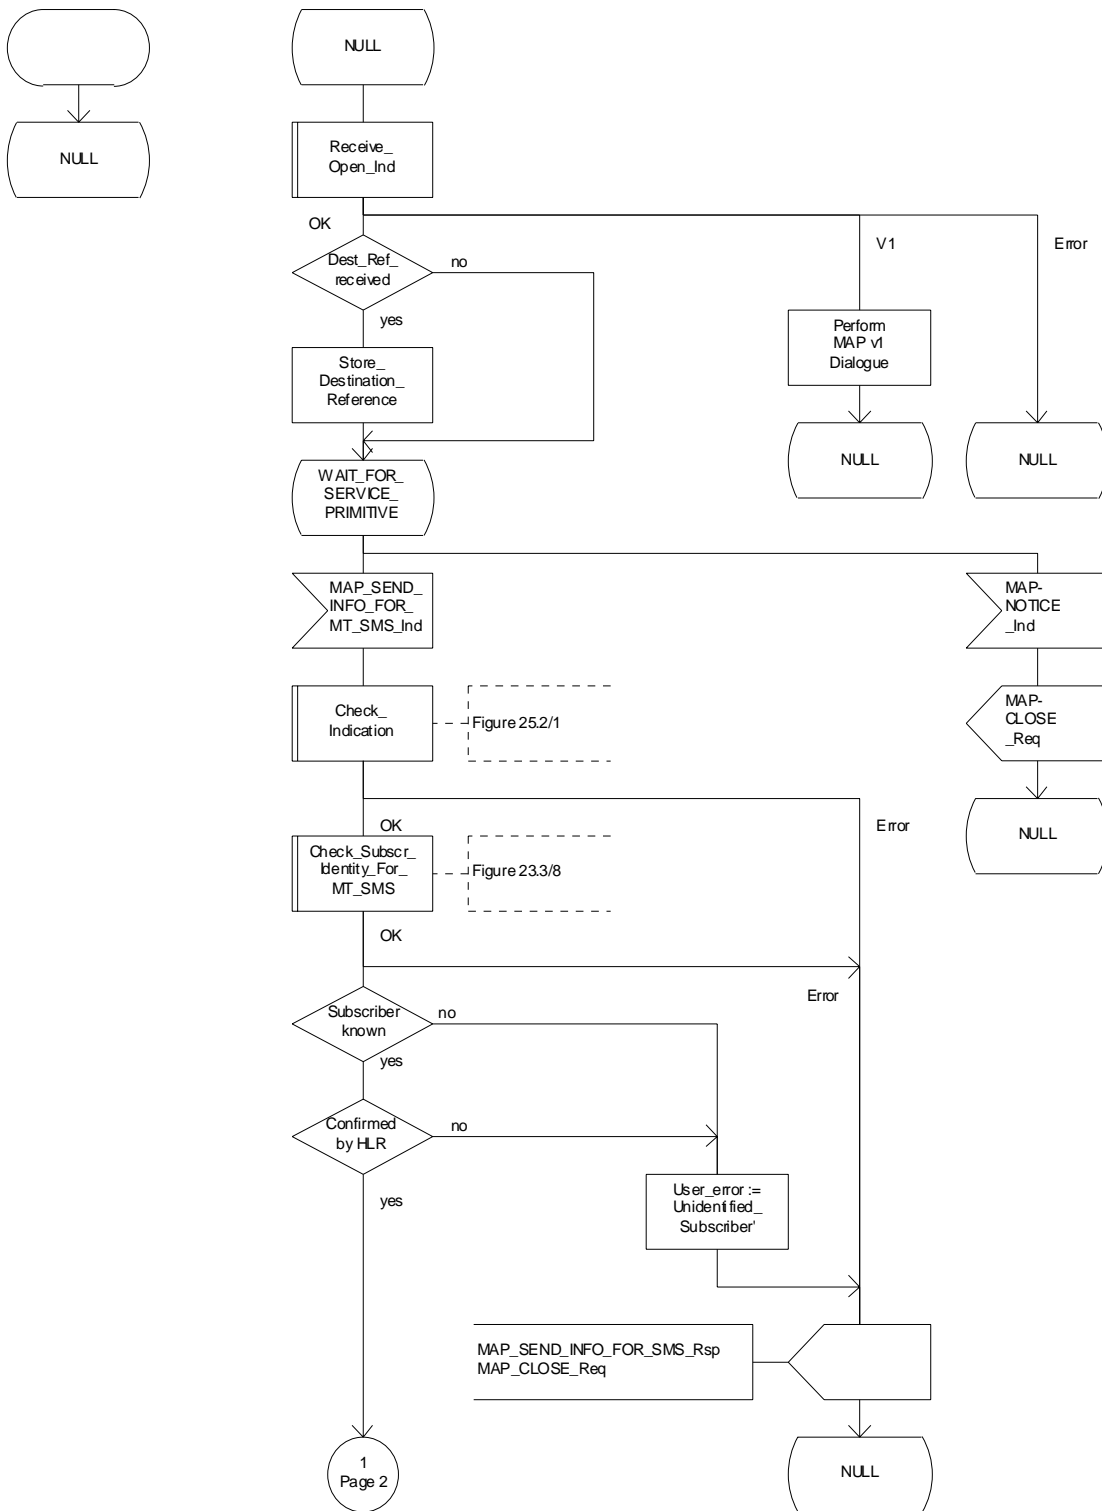 NULL
NULL
Receive_
Open_Ind
OK
V1
Error
Dest_Ref_
received
no
yes
Perform
MAP v1
Dialogue
Store_
Destination_
Reference
NULL
NULL
WAIT_FOR_
SERVICE_
PRIMITIVE
MAP_SEND_
INFO_FOR_
MT_SMS_Ind
MAP-
NOTICE
_Ind
Check_
Indication
Figure 25.2/1
MAP-
CLOSE
_Req
OK
Error
NULL
Check_Subscr_
Identity_For_
MT_SMS
Figure 23.3/8
OK
Error
Subscriber
known
no
yes
Confirmed
by HLR
no
yes
User_error :=
Unidentified_
Subscriber'
MAP_SEND_INFO_FOR_SMS_Rsp
MAP_CLOSE_Req
1
Page 2
NULL